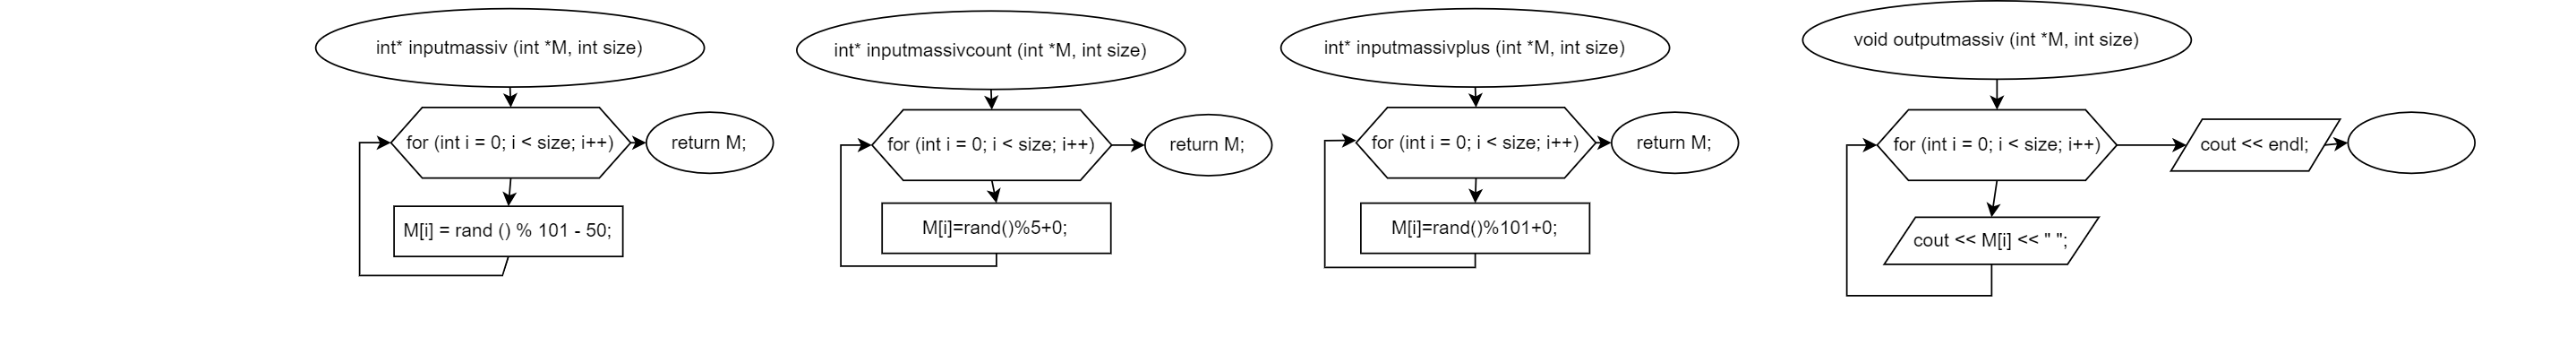 int* inputmassiv (int *M, int size)
for (int i = 0; i < size; i++)
return M;
M[i] = rand () % 101 - 50;
int* inputmassivcount (int *M, int size)
for (int i = 0; i < size; i++)
return M;
M[i]=rand()%5+0;
int* inputmassivplus (int *M, int size)
for (int i = 0; i < size; i++)
return M;
M[i]=rand()%101+0;
void outputmassiv (int *M, int size)
for (int i = 0; i < size; i++)
cout << endl;
cout << M[i] << " ";